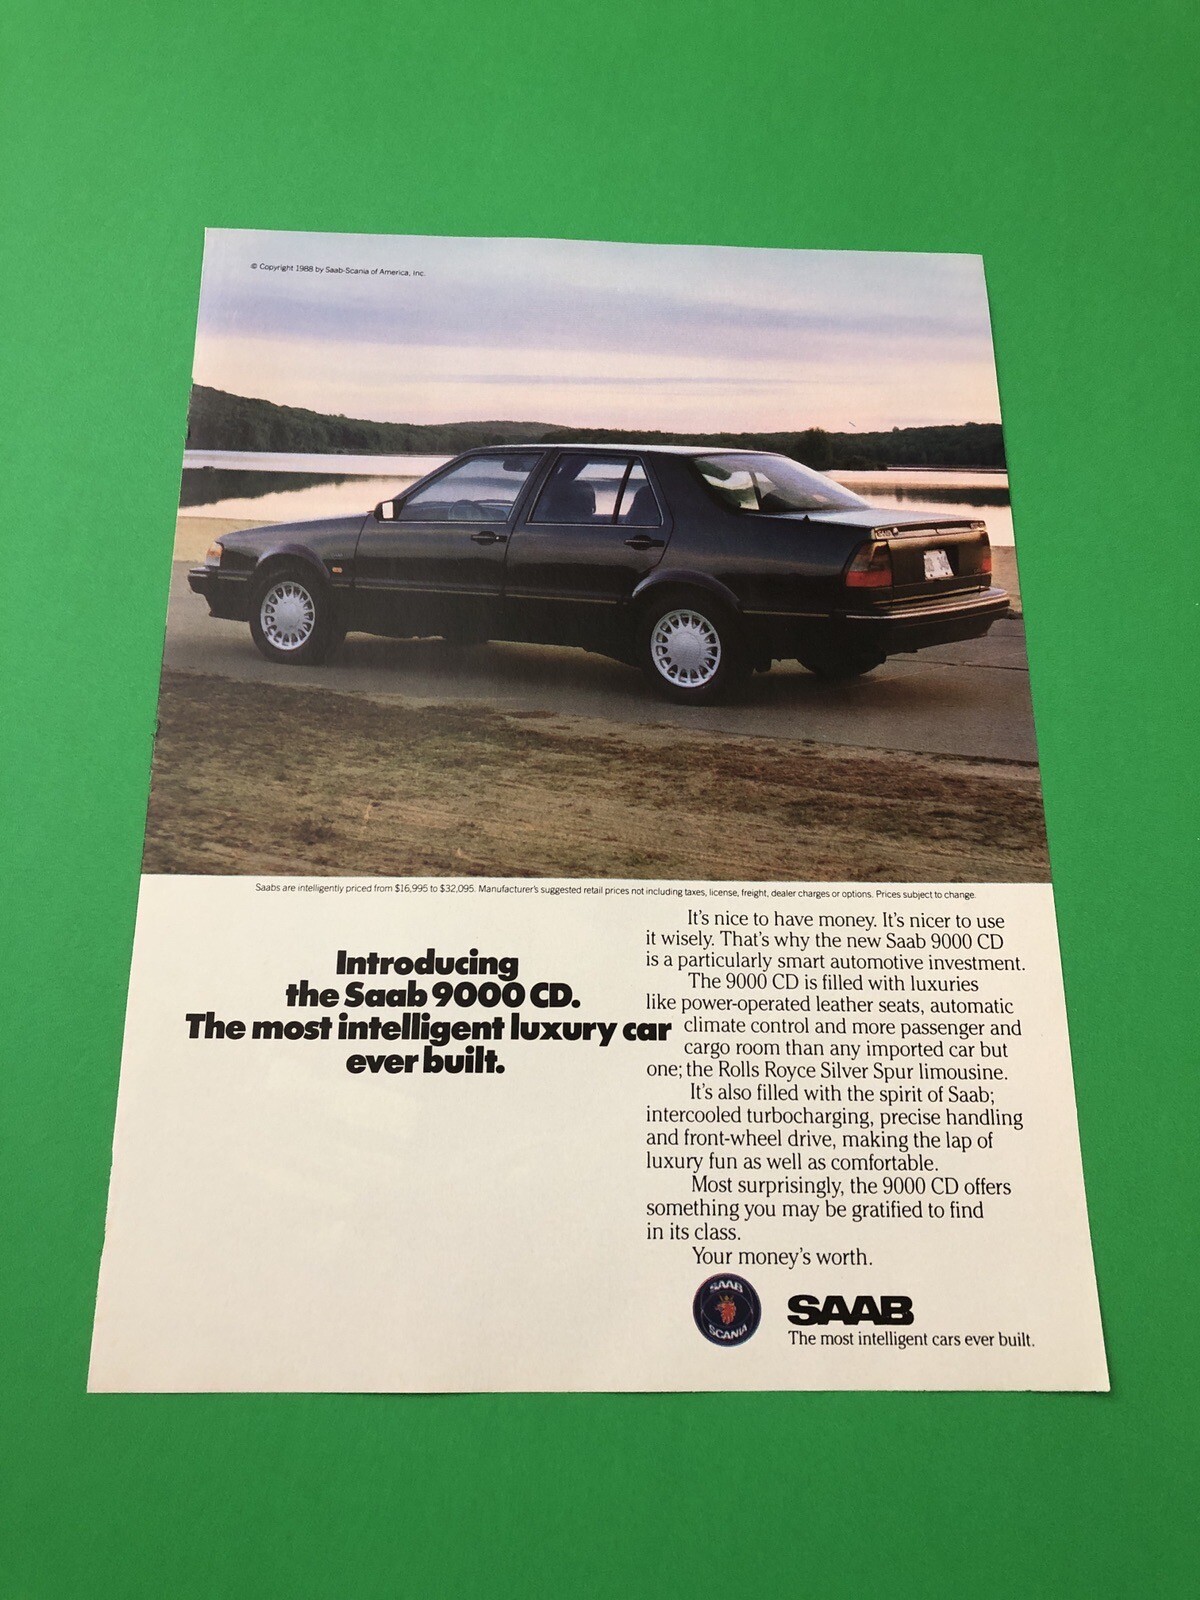 © Copyright 1988 by Saab-Scania of America, Inc.
Saabs are intelligently priced from $16,995 to $32,095. Manufacturer's suggested retail prices not including taxes, license, freight, dealer charges or options. Prices subject to change.
Introducing
the Saab 9000 CD.
The most intelligent luxury car
ever built.
It's nice to have money. It's nicer to use
it wisely. That's why the new Saab 9000 CD
is a particularly smart automotive investment.
The 9000 CD is filled with luxuries
like power-operated leather seats, automatic
climate control and more passenger and
cargo room than any imported car but
one; the Rolls Royce Silver Spur limousine.
It's also filled with the spirit of Saab;
intercooled turbocharging, precise handling
and front-wheel drive, making the lap of
luxury fun as well as comfortable.
Most surprisingly, the 9000 CD offers
something you may be gratified to find
in its class.
Your money's worth.
SAAB
SCANIA
SAAB
The most intelligent cars ever built.